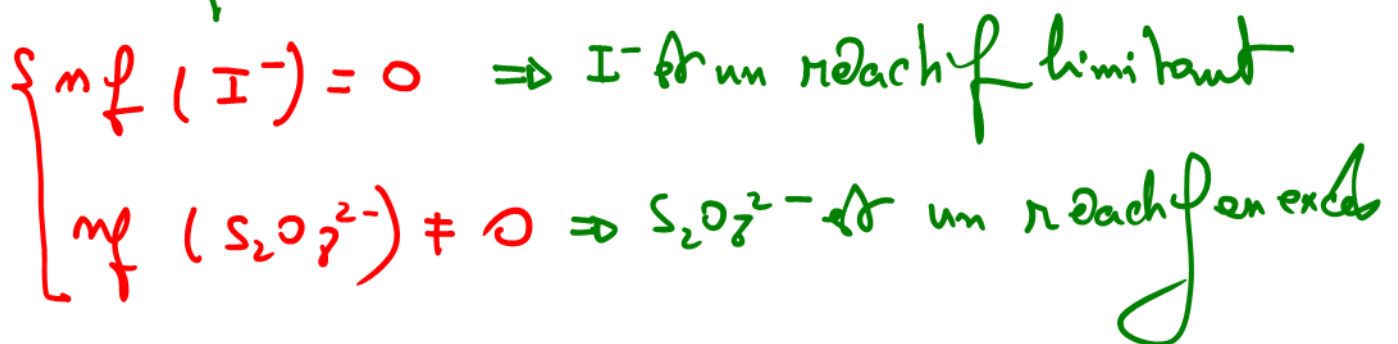 { nf (I⁻) = 0 ⇒ I⁻ est un réactif limitant
nf (S₂O₈²⁻) ≠ 0 ⇒ S₂O₈²⁻ est un réactif en excès